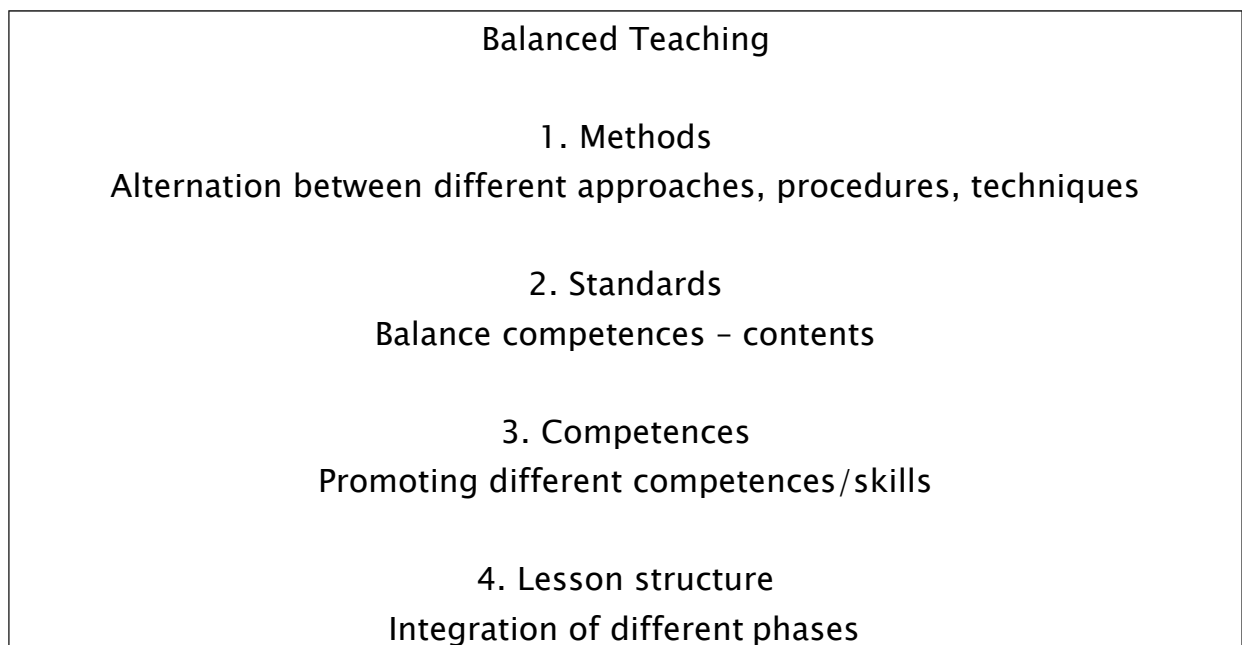 Balanced Teaching
1. Methods
Alternation between different approaches, procedures, techniques
2. Standards
Balance competences – contents
3. Competences
Promoting different competences/skills
4. Lesson structure
Integration of different phases